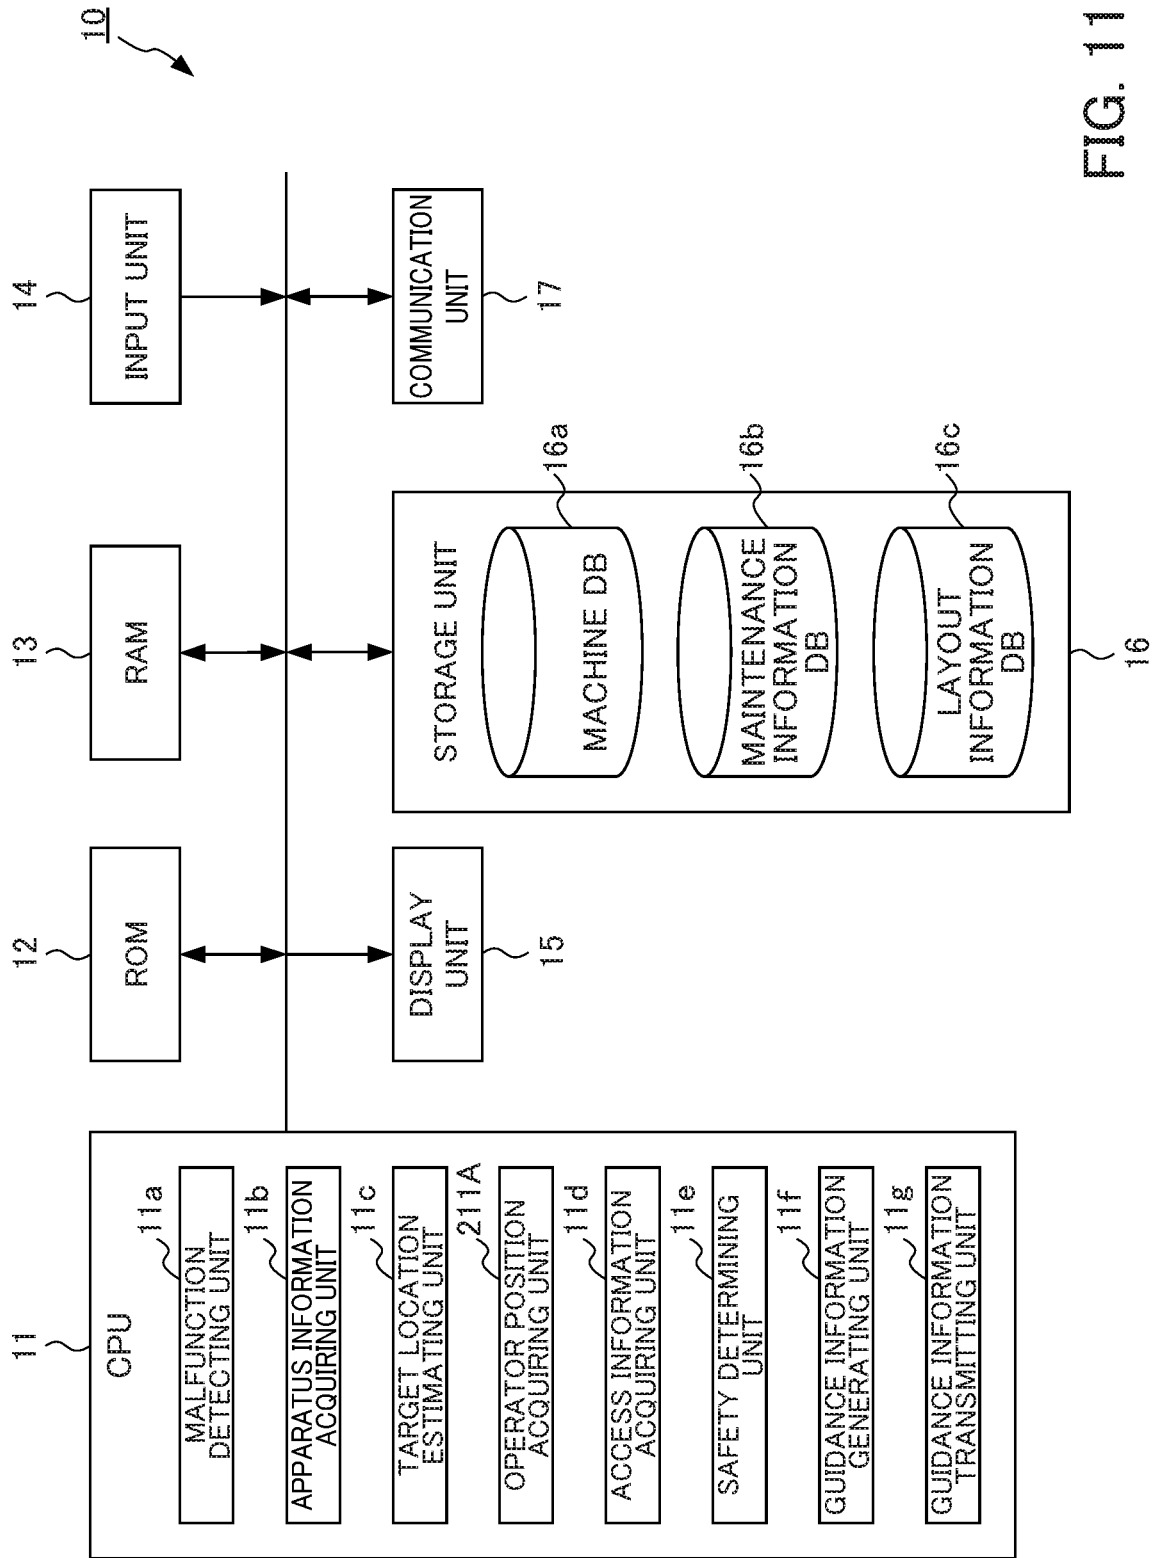 10
11
CPU
11a
MALFUNCTION
DETECTING UNIT
11b
APPARATUS INFORMATION
ACQUIRING UNIT
11c
TARGET LOCATION
ESTIMATING UNIT
211A
OPERATOR POSITION
ACQUIRING UNIT
11d
ACCESS INFORMATION
ACQUIRING UNIT
11e
SAFETY DETERMINING
UNIT
11f
GUIDANCE INFORMATION
GENERATING UNIT
11g
GUIDANCE INFORMATION
TRANSMITTING UNIT
12
ROM
13
RAM
14
INPUT UNIT
DISPLAY
UNIT
15
STORAGE UNIT
16a
MACHINE DB
16b
MAINTENANCE
INFORMATION
DB
16c
LAYOUT
INFORMATION
DB
16
COMMUNICATION
UNIT
17
FIG. 11